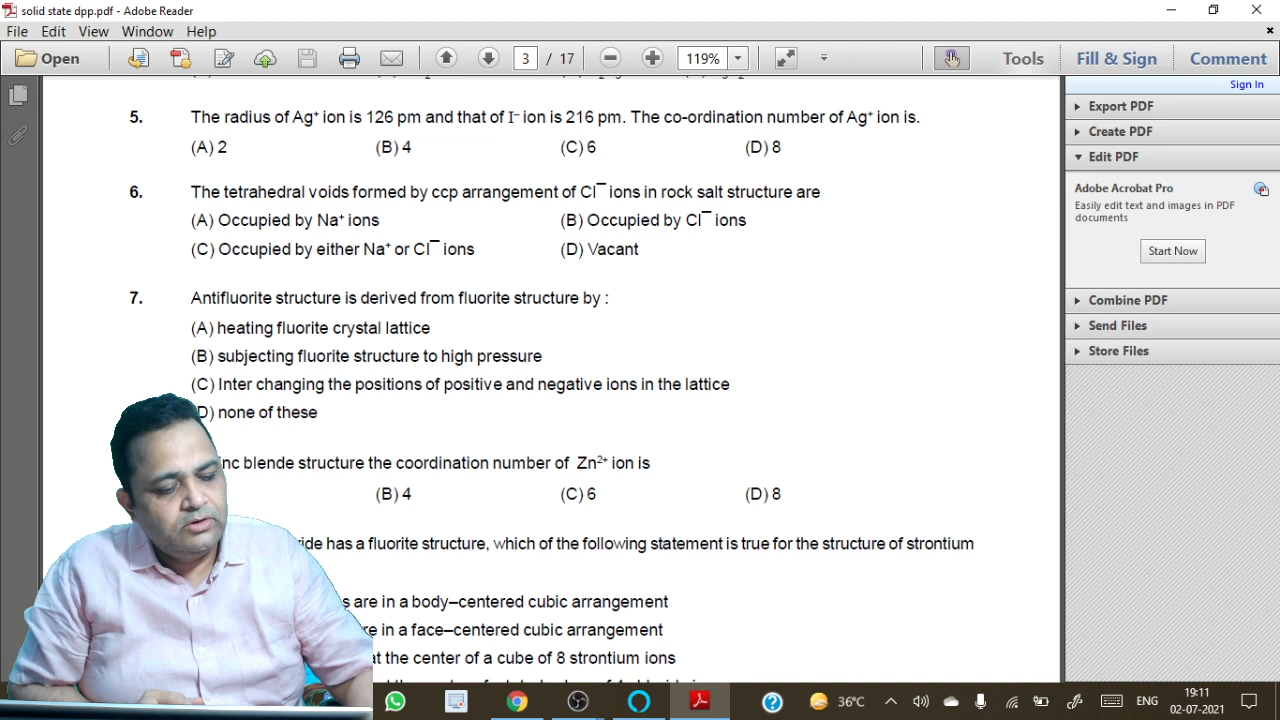 solid state dpp.pdf - Adobe Reader
File Edit View Window Help
Open 3 / 17 119% Tools Fill & Sign Comment
Sign In
5. The radius of Ag⁺ ion is 126 pm and that of I⁻ ion is 216 pm. The co-ordination number of Ag⁺ ion is.
(A) 2 (B) 4 (C) 6 (D) 8
6. The tetrahedral voids formed by ccp arrangement of Cl⁻ ions in rock salt structure are
(A) Occupied by Na⁺ ions (B) Occupied by Cl⁻ ions
(C) Occupied by either Na⁺ or Cl⁻ ions (D) Vacant
7. Antifluorite structure is derived from fluorite structure by :
(A) heating fluorite crystal lattice
(B) subjecting fluorite structure to high pressure
(C) Inter changing the positions of positive and negative ions in the lattice
(D) none of these
blende structure the coordination number of Zn²⁺ ion is
(B) 4 (C) 6 (D) 8
has a fluorite structure, which of the following statement is true for the structure of strontium
are in a body–centered cubic arrangement
in a face–centered cubic arrangement
at the center of a cube of 8 strontium ions
Export PDF
Create PDF
Edit PDF
Adobe Acrobat Pro
Easily edit text and images in PDF
documents
Start Now
Combine PDF
Send Files
Store Files
36°C ENG 19:11
02-07-2021